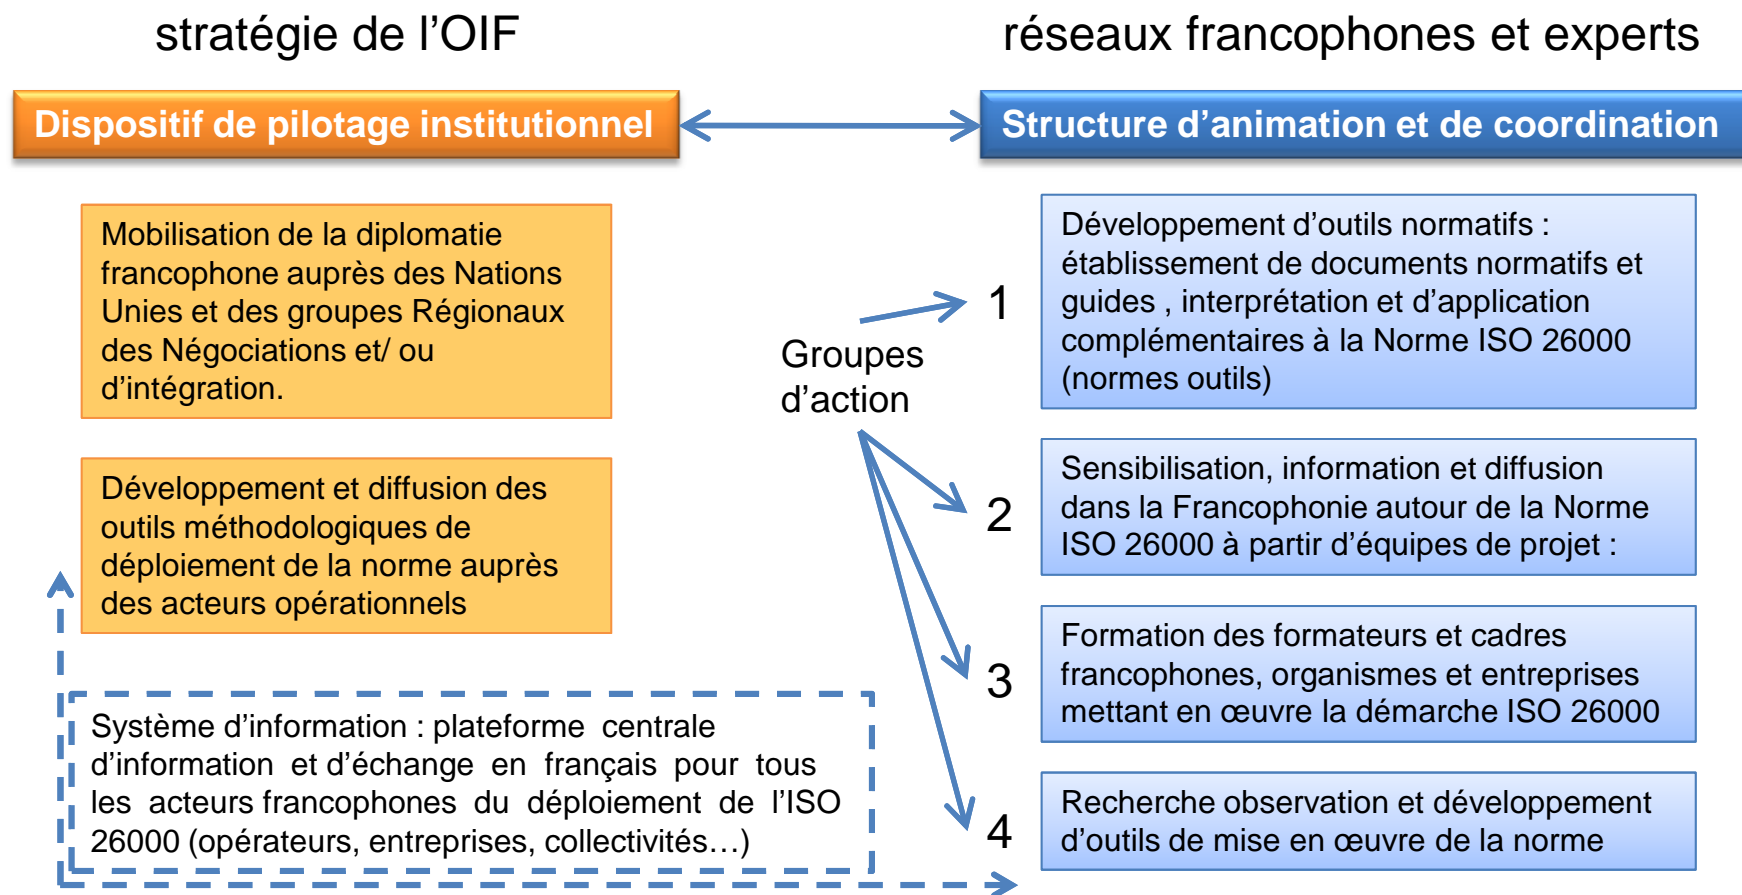 stratégie de l’OIF
réseaux francophones et experts
Dispositif de pilotage institutionnel
Structure d’animation et de coordination
Mobilisation de la diplomatie
francophone auprès des Nations
Unies et des groupes Régionaux
des Négociations et/ ou
d’intégration.
Développement et diffusion des
outils méthodologiques de
déploiement de la norme auprès
des acteurs opérationnels
Système d’information : plateforme centrale
d’information et d’échange en français pour tous
les acteurs francophones du déploiement de l’ISO
26000 (opérateurs, entreprises, collectivités…)
Groupes
d’action
1
Développement d’outils normatifs :
établissement de documents normatifs et
guides , interprétation et d’application
complémentaires à la Norme ISO 26000
(normes outils)
2
Sensibilisation, information et diffusion
dans la Francophonie autour de la Norme
ISO 26000 à partir d’équipes de projet :
3
Formation des formateurs et cadres
francophones, organismes et entreprises
mettant en œuvre la démarche ISO 26000
4
Recherche observation et développement
d’outils de mise en œuvre de la norme